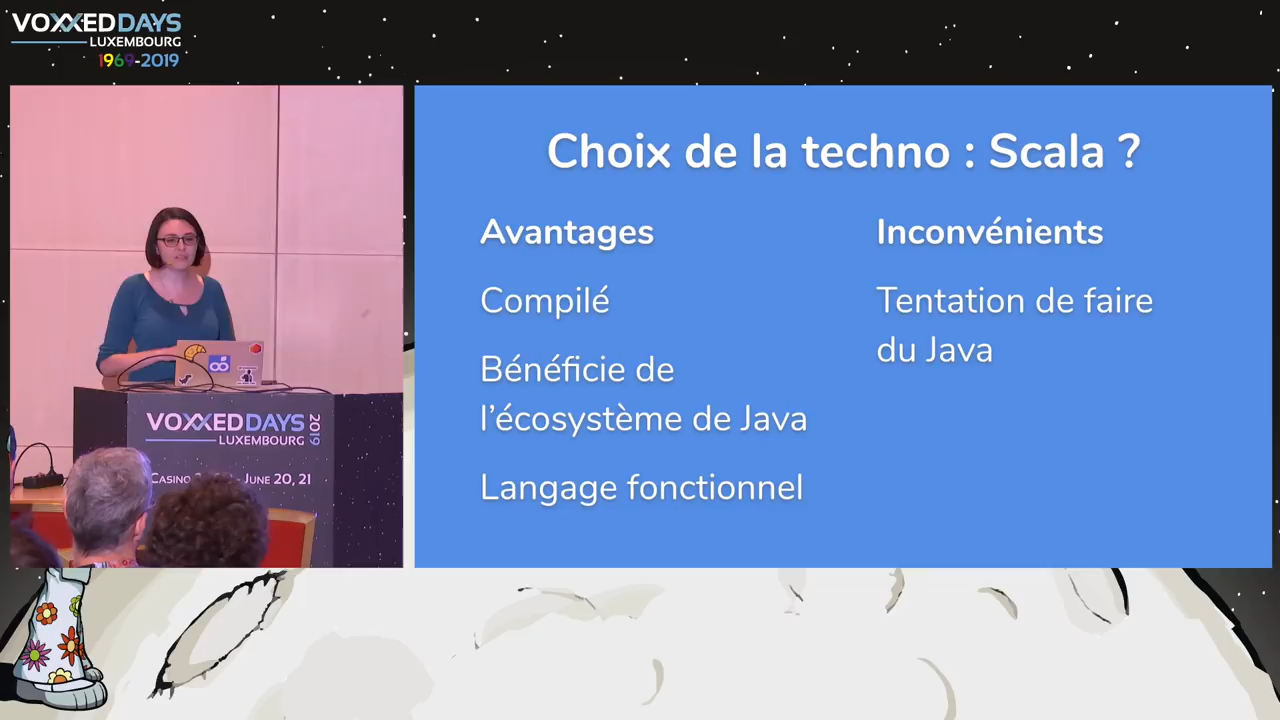 VOXXEDDAYS
LUXEMBOURG
1969-2019
VOXXEDDAYS
LUXEMBOURG
2019
CASINO
JUNE 20, 21
Choix de la techno : Scala ?
Avantages
Compilé
Bénéficie de
l'écosystème de Java
Langage fonctionnel
Inconvénients
Tentation de faire
du Java